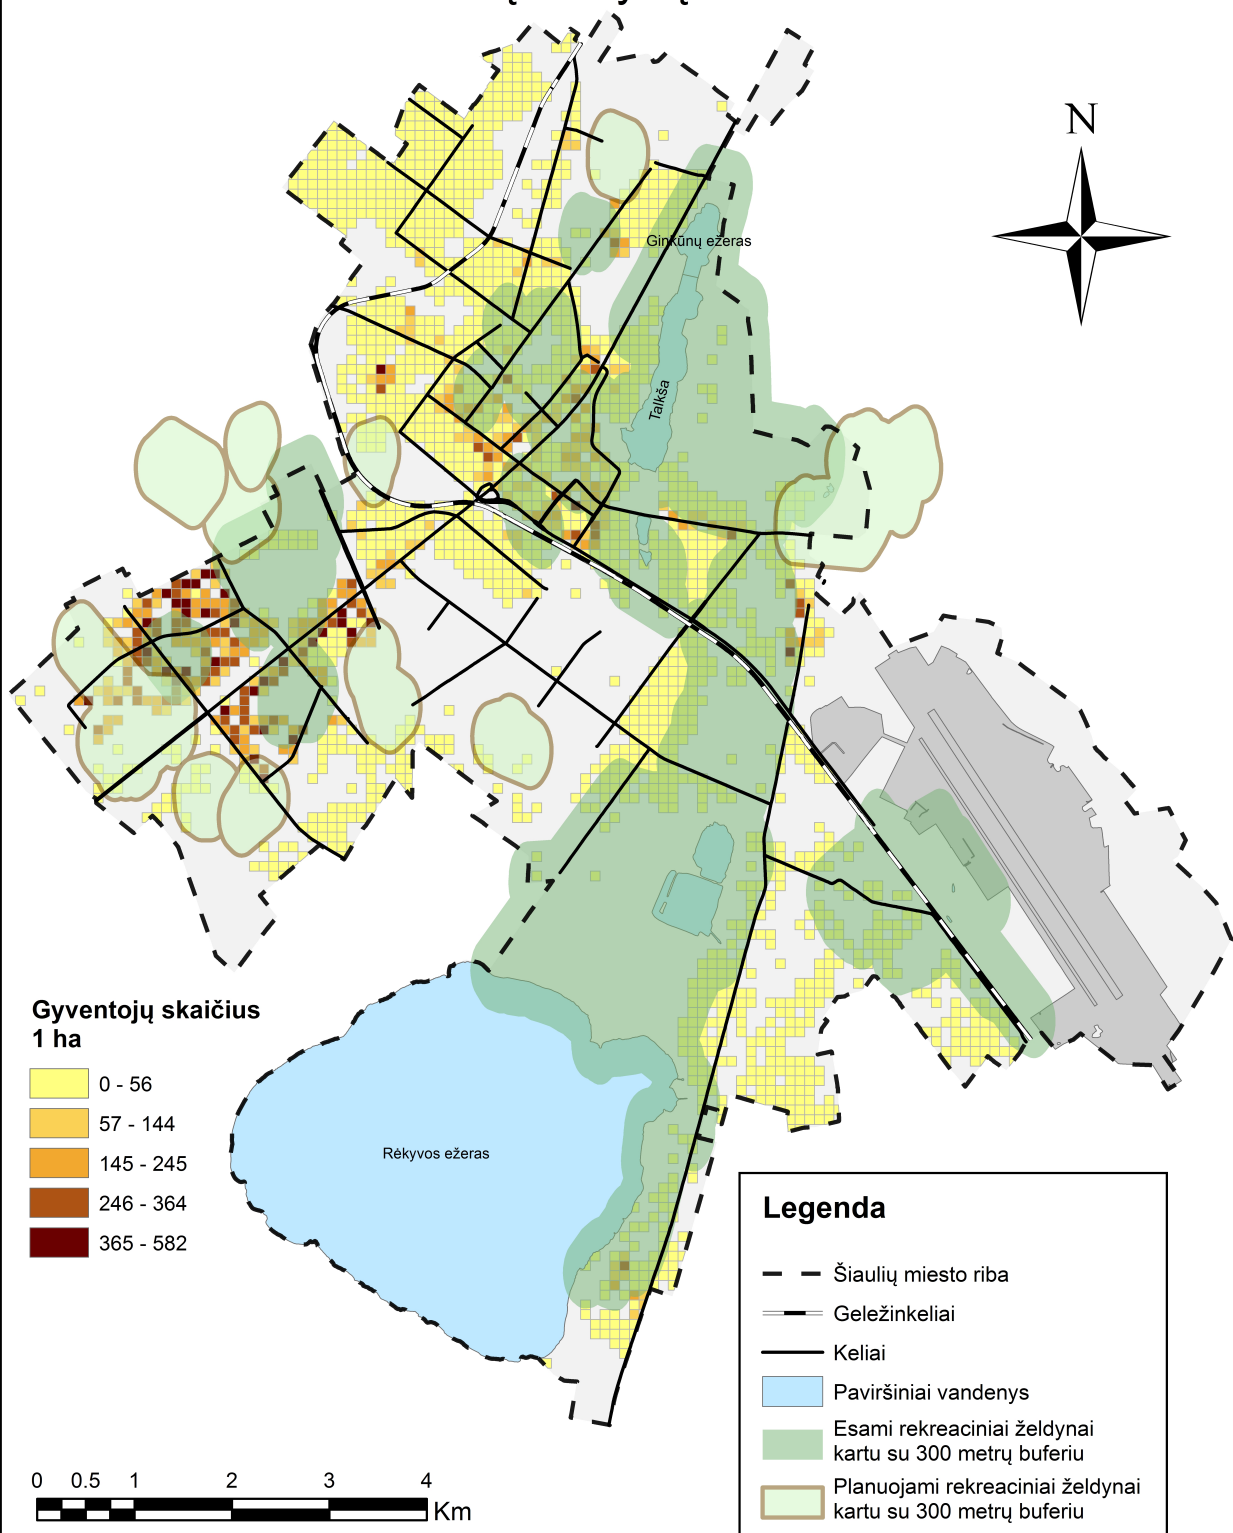 N
Ginkūnų ežeras
Talkša
Gyventojų skaičius
1 ha
0 - 56
57 - 144
145 - 245
246 - 364
365 - 582
Rėkyvos ežeras
Legenda
Šiaulių miesto riba
Geležinkeliai
Keliai
Paviršiniai vandenys
Esami rekreaciniai želdynai
kartu su 300 metrų buferiu
Planuojami rekreaciniai želdynai
kartu su 300 metrų buferiu
0 0.5 1 2 3 4
Km